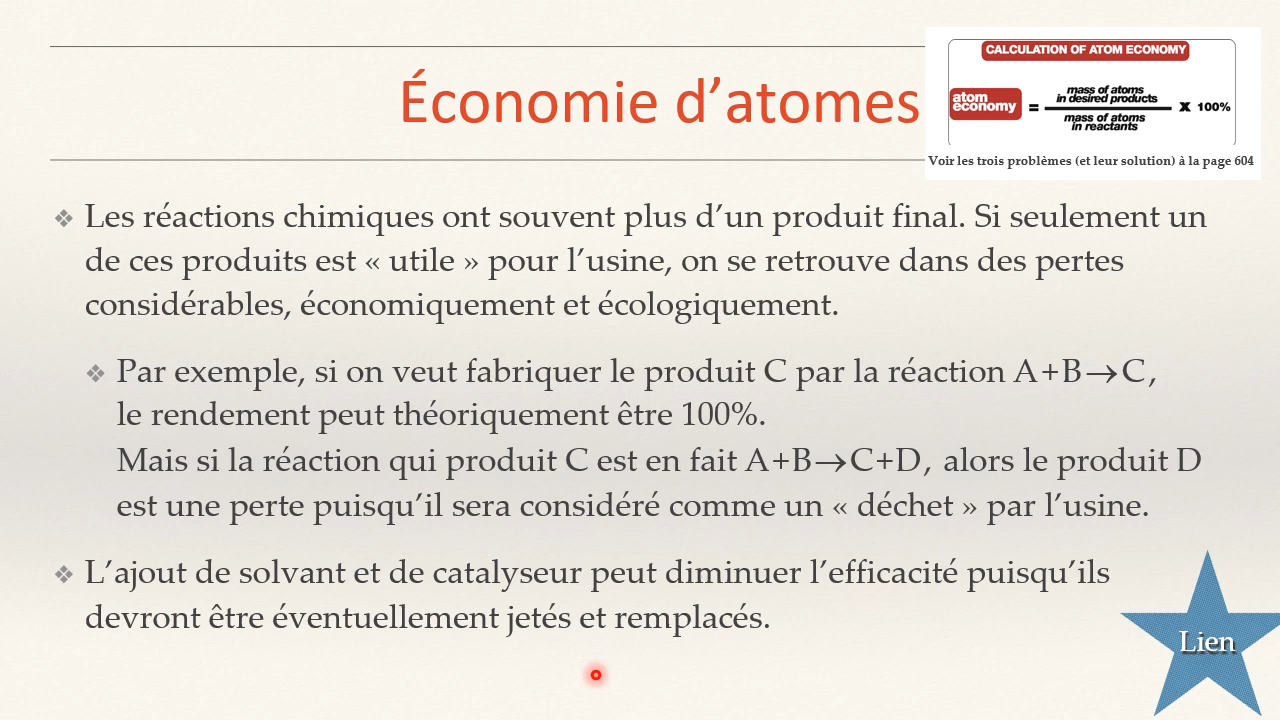 CALCULATION OF ATOM ECONOMY
atom economy = mass of atoms in desired products / mass of atoms in reactants X 100%
Voir les trois problèmes (et leur solution) à la page 604
Économie d’atomes
❖ Les réactions chimiques ont souvent plus d’un produit final. Si seulement un
de ces produits est « utile » pour l’usine, on se retrouve dans des pertes
considérables, économiquement et écologiquement.
❖ Par exemple, si on veut fabriquer le produit C par la réaction A+B→C,
le rendement peut théoriquement être 100%.
Mais si la réaction qui produit C est en fait A+B→C+D, alors le produit D
est une perte puisqu’il sera considéré comme un « déchet » par l’usine.
❖ L’ajout de solvant et de catalyseur peut diminuer l’efficacité puisqu’ils
devront être éventuellement jetés et remplacés.
Lien